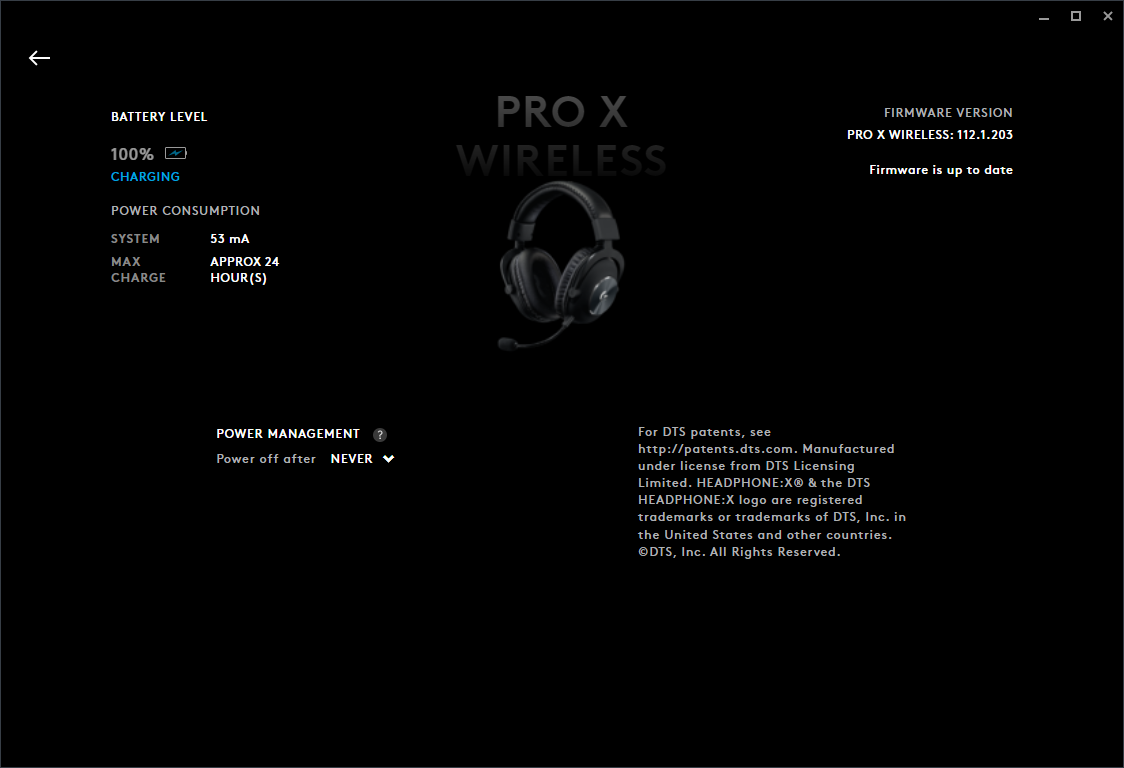 PRO X
WIRELESS
BATTERY LEVEL
100%
CHARGING
POWER CONSUMPTION
SYSTEM 53 mA
MAX CHARGE APPROX 24 HOUR(S)
FIRMWARE VERSION
PRO X WIRELESS: 112.1.203
Firmware is up to date
POWER MANAGEMENT ?
Power off after NEVER
For DTS patents, see
http://patents.dts.com. Manufactured
under license from DTS Licensing
Limited. HEADPHONE:X® & the DTS
HEADPHONE:X logo are registered
trademarks or trademarks of DTS, Inc. in
the United States and other countries.
©DTS, Inc. All Rights Reserved.